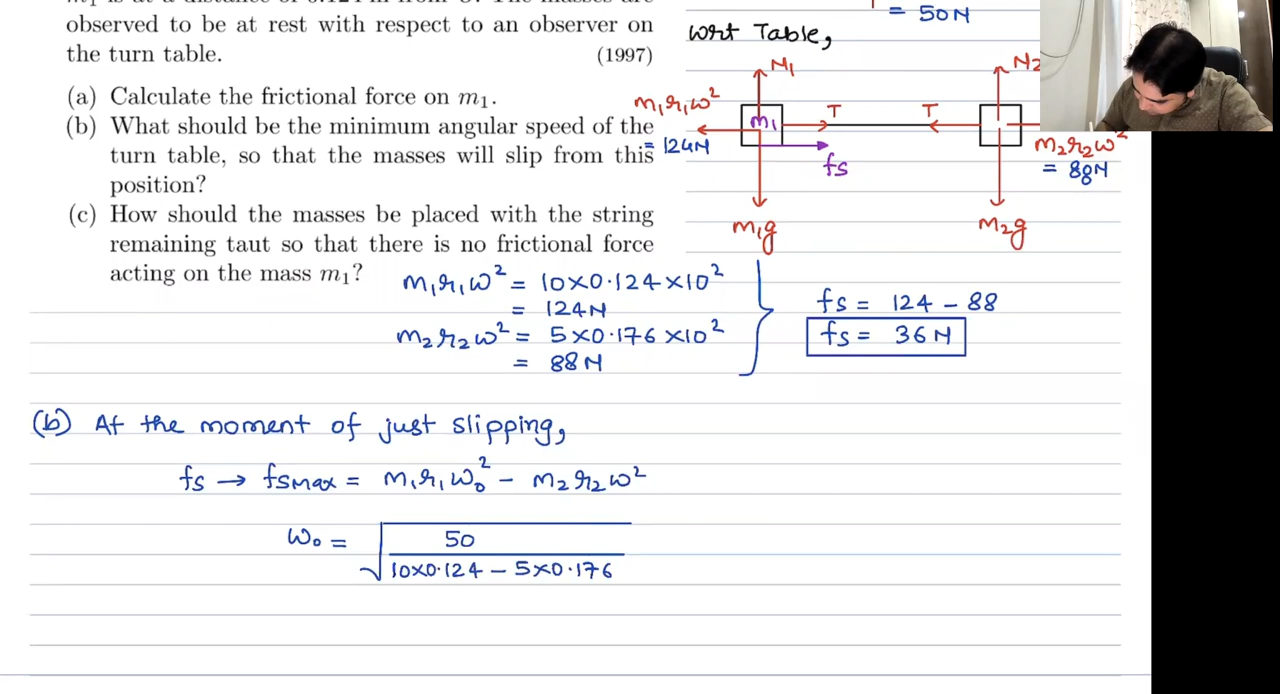 observed to be at rest with respect to an observer on
the turn table. (1997)
(a) Calculate the frictional force on m₁.
(b) What should be the minimum angular speed of the
turn table, so that the masses will slip from this
position?
(c) How should the masses be placed with the string
remaining taut so that there is no frictional force
acting on the mass m₁?
= 50N
wrt Table,
N₁
N2
m₁r₁ω²
= 124N
m₁
T
T
fs
m₂r₂ω²
= 88N
m₁g
m₂g
m₁r₁ω² = 10×0.124×10²
= 124N
m₂r₂ω² = 5×0.176×10²
= 88N
fs = 124 – 88
fs = 36N
(b) At the moment of just slipping,
fs → fsmax = m₁r₁ω₀² – m₂r₂ω²
ω₀ = √ 50
10×0.124 – 5×0.176